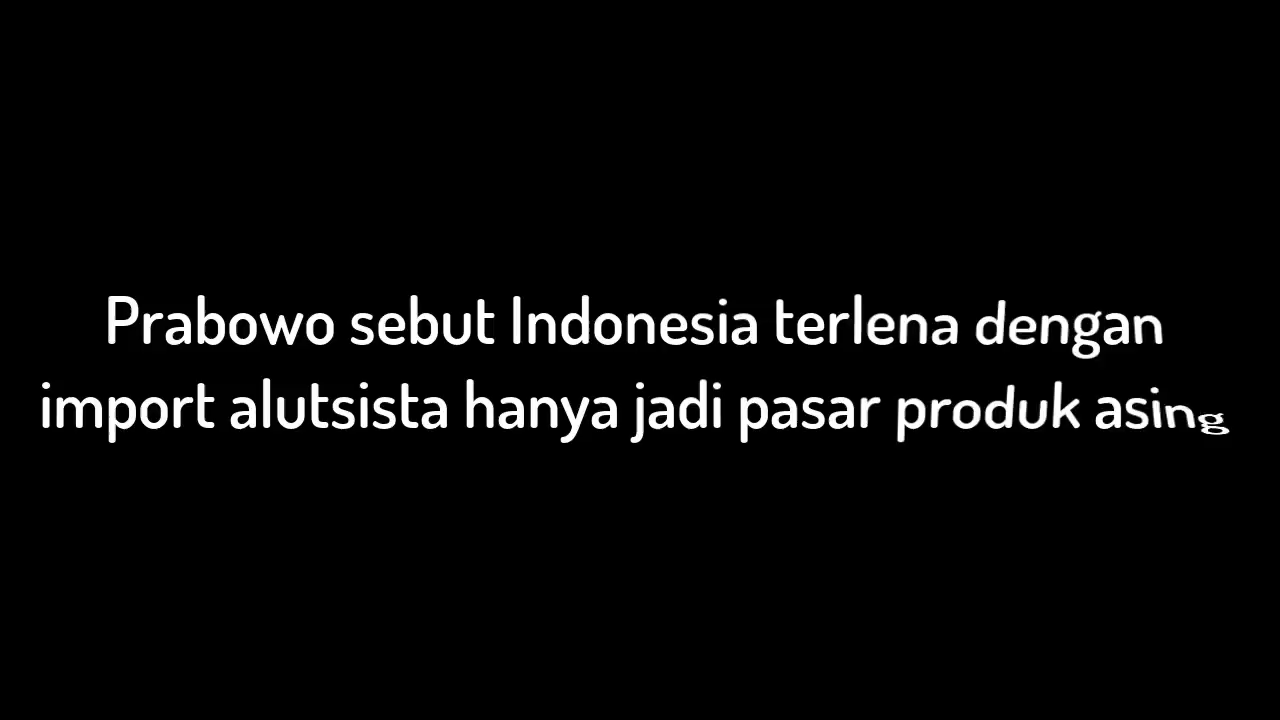 Prabowo sebut Indonesia terlena dengan
import alutsista hanya jadi pasar produk asing